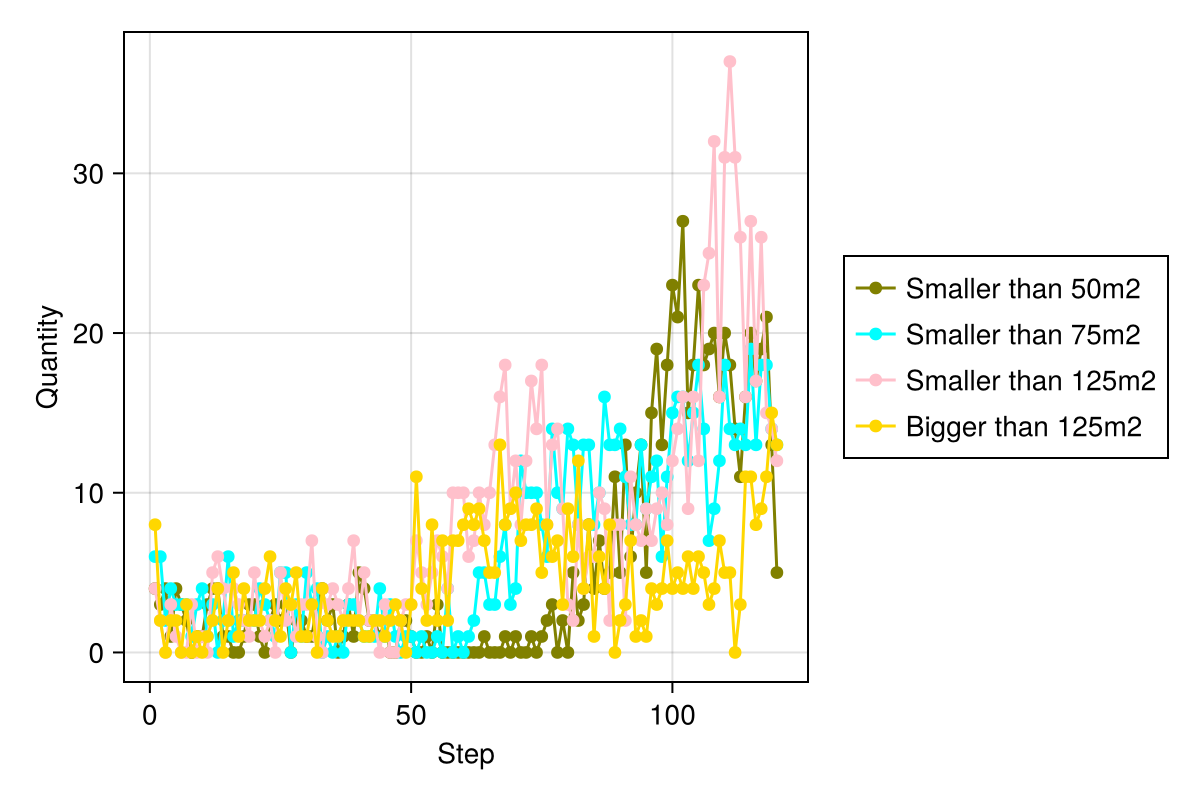 Quantity
30
20
10
0
0
50
100
Step
Smaller than 50m2
Smaller than 75m2
Smaller than 125m2
Bigger than 125m2